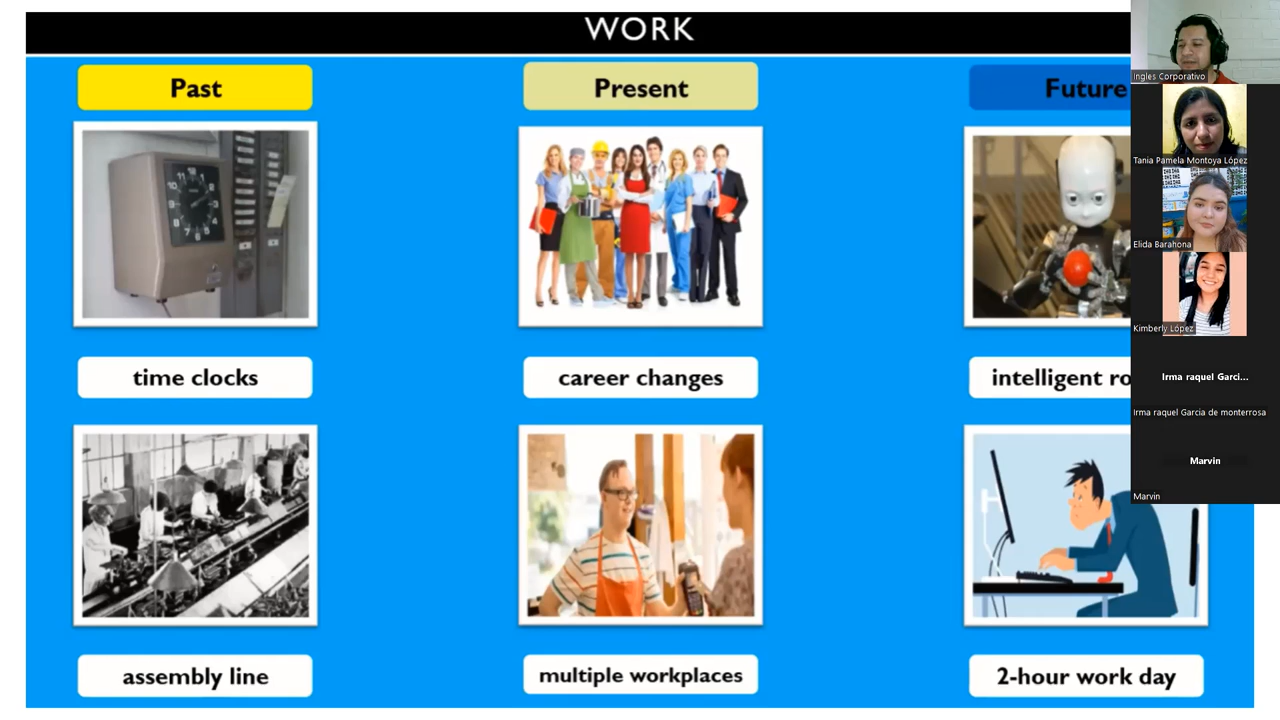 WORK
Past
Present
Future
time clocks
career changes
intelligent
assembly line
multiple workplaces
2-hour work day
Ingles Corporativo
Tania Pamela Montoya López
Elida Barahona
Kimberly López
Irma raquel Garci...
Irma raquel Garcia de monterrosa
Marvin
Marvin